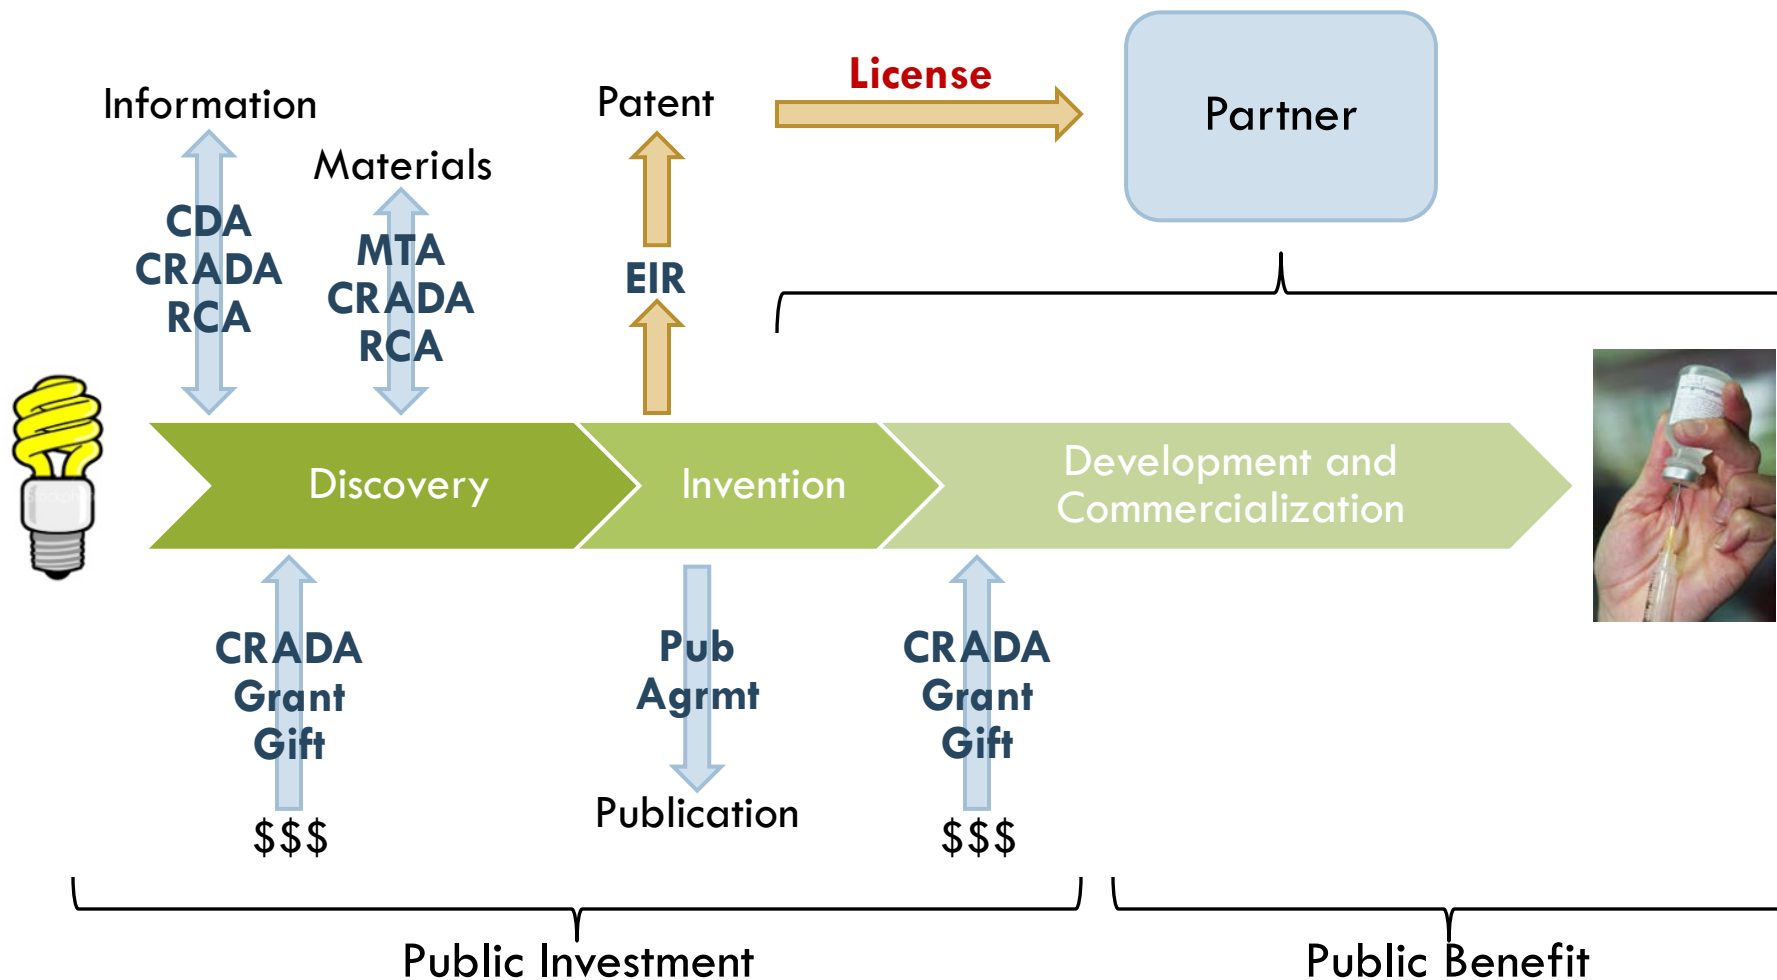 License
Information
Patent
Partner
Materials
CDA
CRADA
RCA
MTA
CRADA
RCA
EIR
Discovery
Invention
Development and
Commercialization
CRADA
Grant
Gift
Pub
Agrmt
CRADA
Grant
Gift
$$$
Publication
$$$
Public Investment
Public Benefit